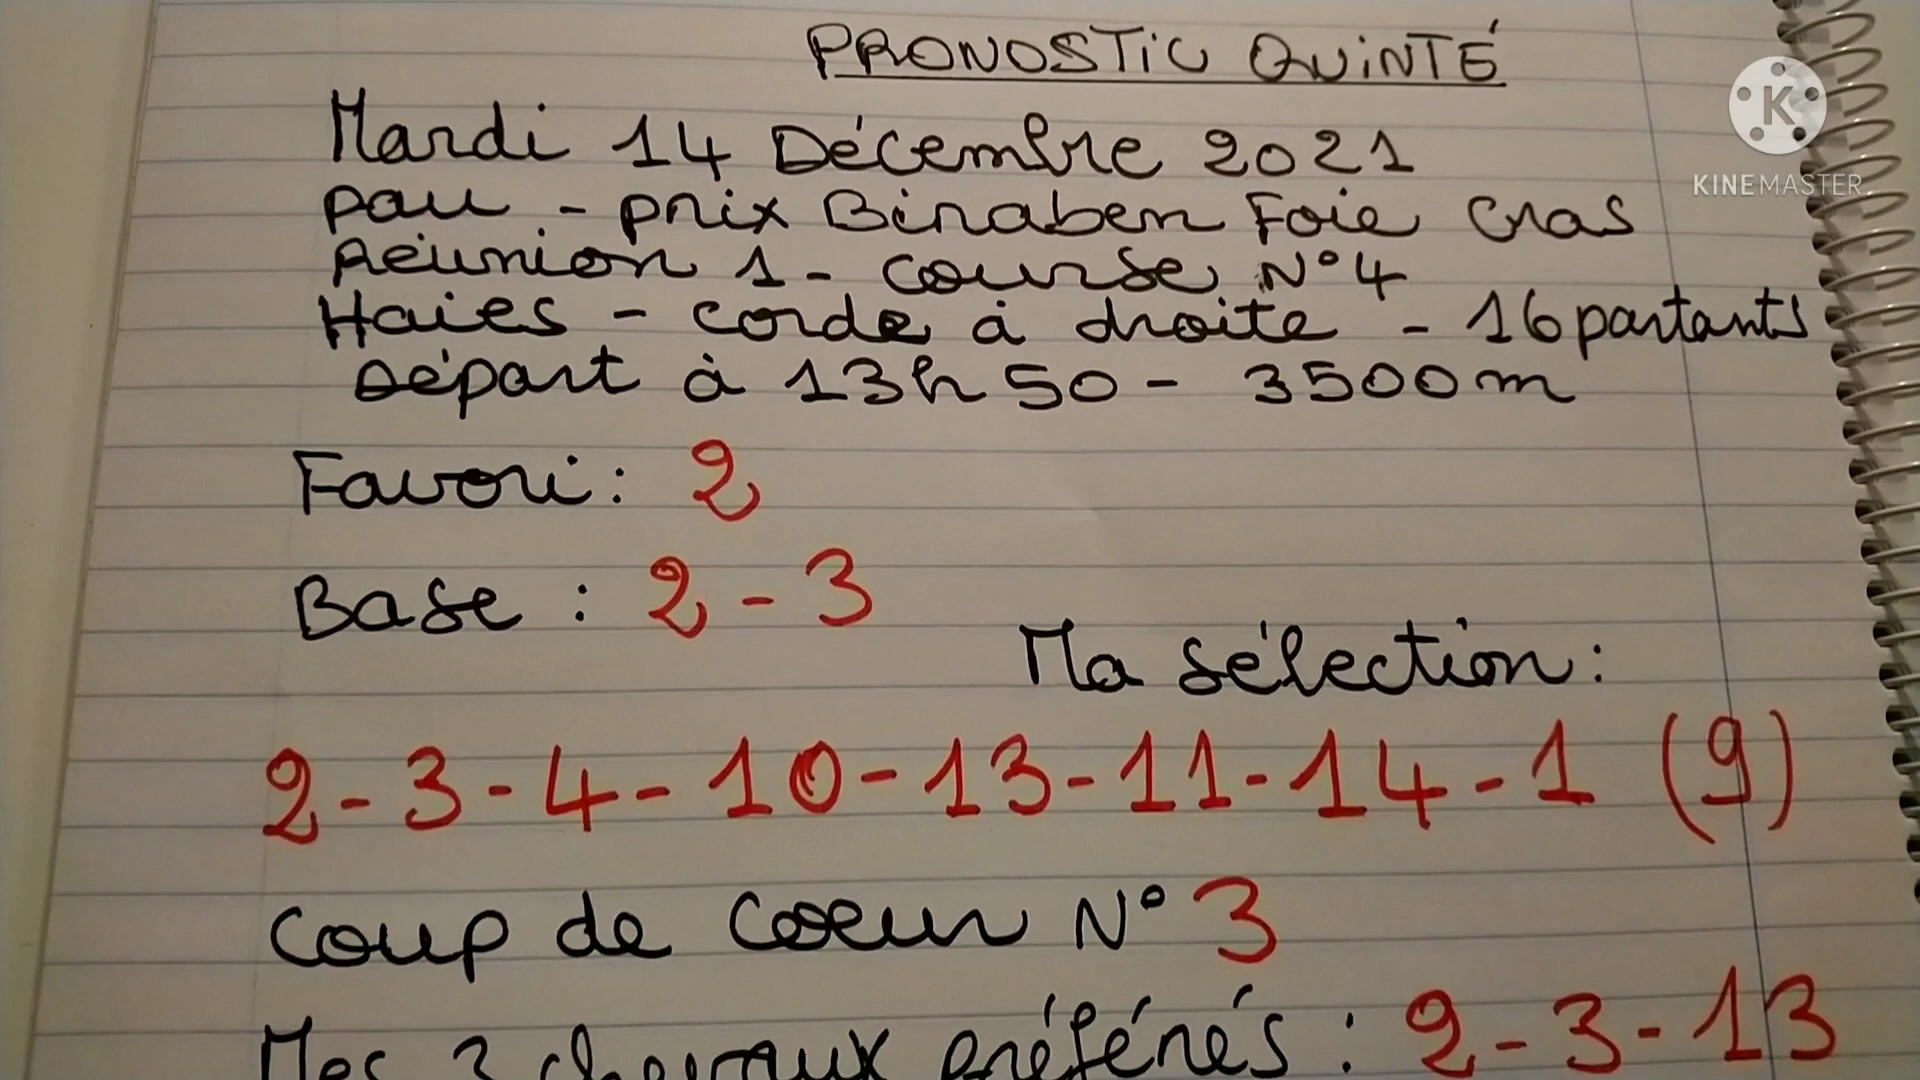 PRONOSTIC QUINTÉ
Mardi 14 Décembre 2021
pau - prix Biraben Foie Gras
Réunion 1 - course N°4
Haies - corde à droite - 16 partants
Départ à 13h50 - 3500m
Favori : 2
Base : 2 - 3
Ma sélection :
2 - 3 - 4 - 10 - 13 - 11 - 14 - 1 (9)
Coup de Coeur N° 3
Mes 3 chevaux préférés : 2 - 3 - 13
K
KINEMASTER